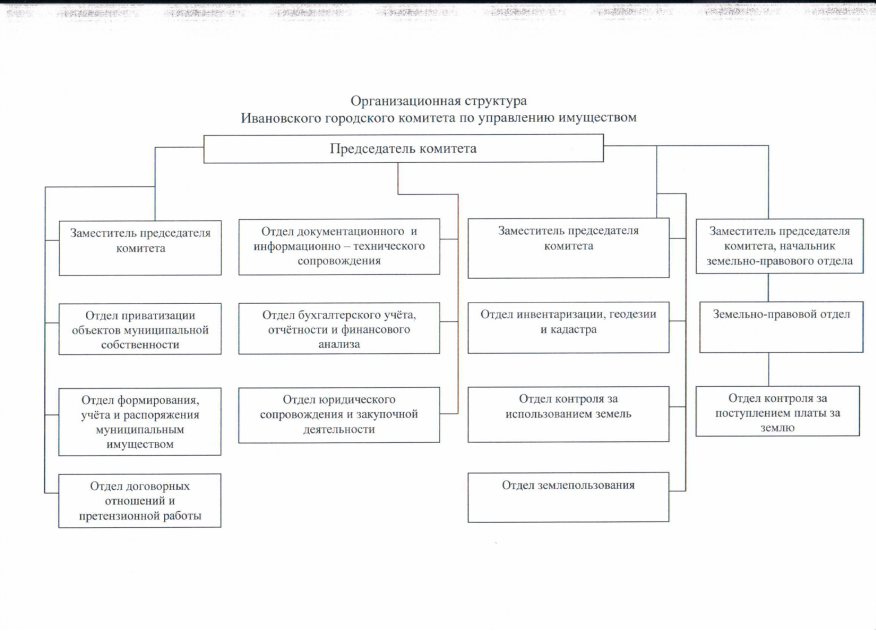 Организационная структура
Ивановского городского комитета по управлению имуществом
Председатель комитета
Заместитель председателя
комитета
Отдел приватизации
объектов муниципальной
собственности
Отдел формирования,
учёта и распоряжения
муниципальным
имуществом
Отдел договорных
отношений и
претензионной работы
Отдел документационного и
информационно – технического
сопровождения
Отдел бухгалтерского учёта,
отчётности и финансового
анализа
Отдел юридического
сопровождения и закупочной
деятельности
Заместитель председателя
комитета
Отдел инвентаризации, геодезии
и кадастра
Отдел контроля за
использованием земель
Отдел землепользования
Заместитель председателя
комитета, начальник
земельно-правового отдела
Земельно-правовой отдел
Отдел контроля за
поступлением платы за
землю